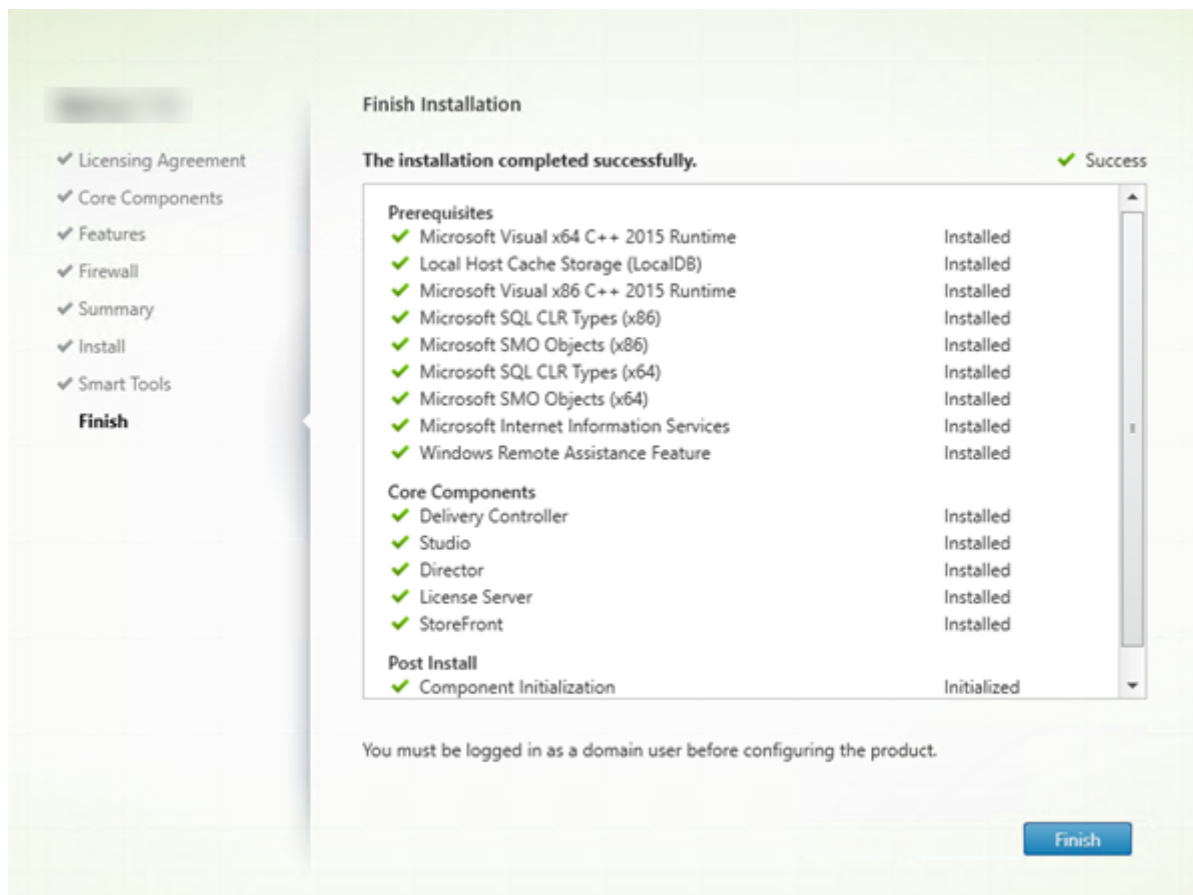 Licensing Agreement
Core Components
Features
Firewall
Summary
Install
Smart Tools
Finish
Finish Installation
The installation completed successfully. Success
Prerequisites
Microsoft Visual x64 C++ 2015 Runtime Installed
Local Host Cache Storage (LocalDB) Installed
Microsoft Visual x86 C++ 2015 Runtime Installed
Microsoft SQL CLR Types (x86) Installed
Microsoft SMO Objects (x86) Installed
Microsoft SQL CLR Types (x64) Installed
Microsoft SMO Objects (x64) Installed
Microsoft Internet Information Services Installed
Windows Remote Assistance Feature Installed
Core Components
Delivery Controller Installed
Studio Installed
Director Installed
License Server Installed
StoreFront Installed
Post Install
Component Initialization Initialized
You must be logged in as a domain user before configuring the product.
Finish